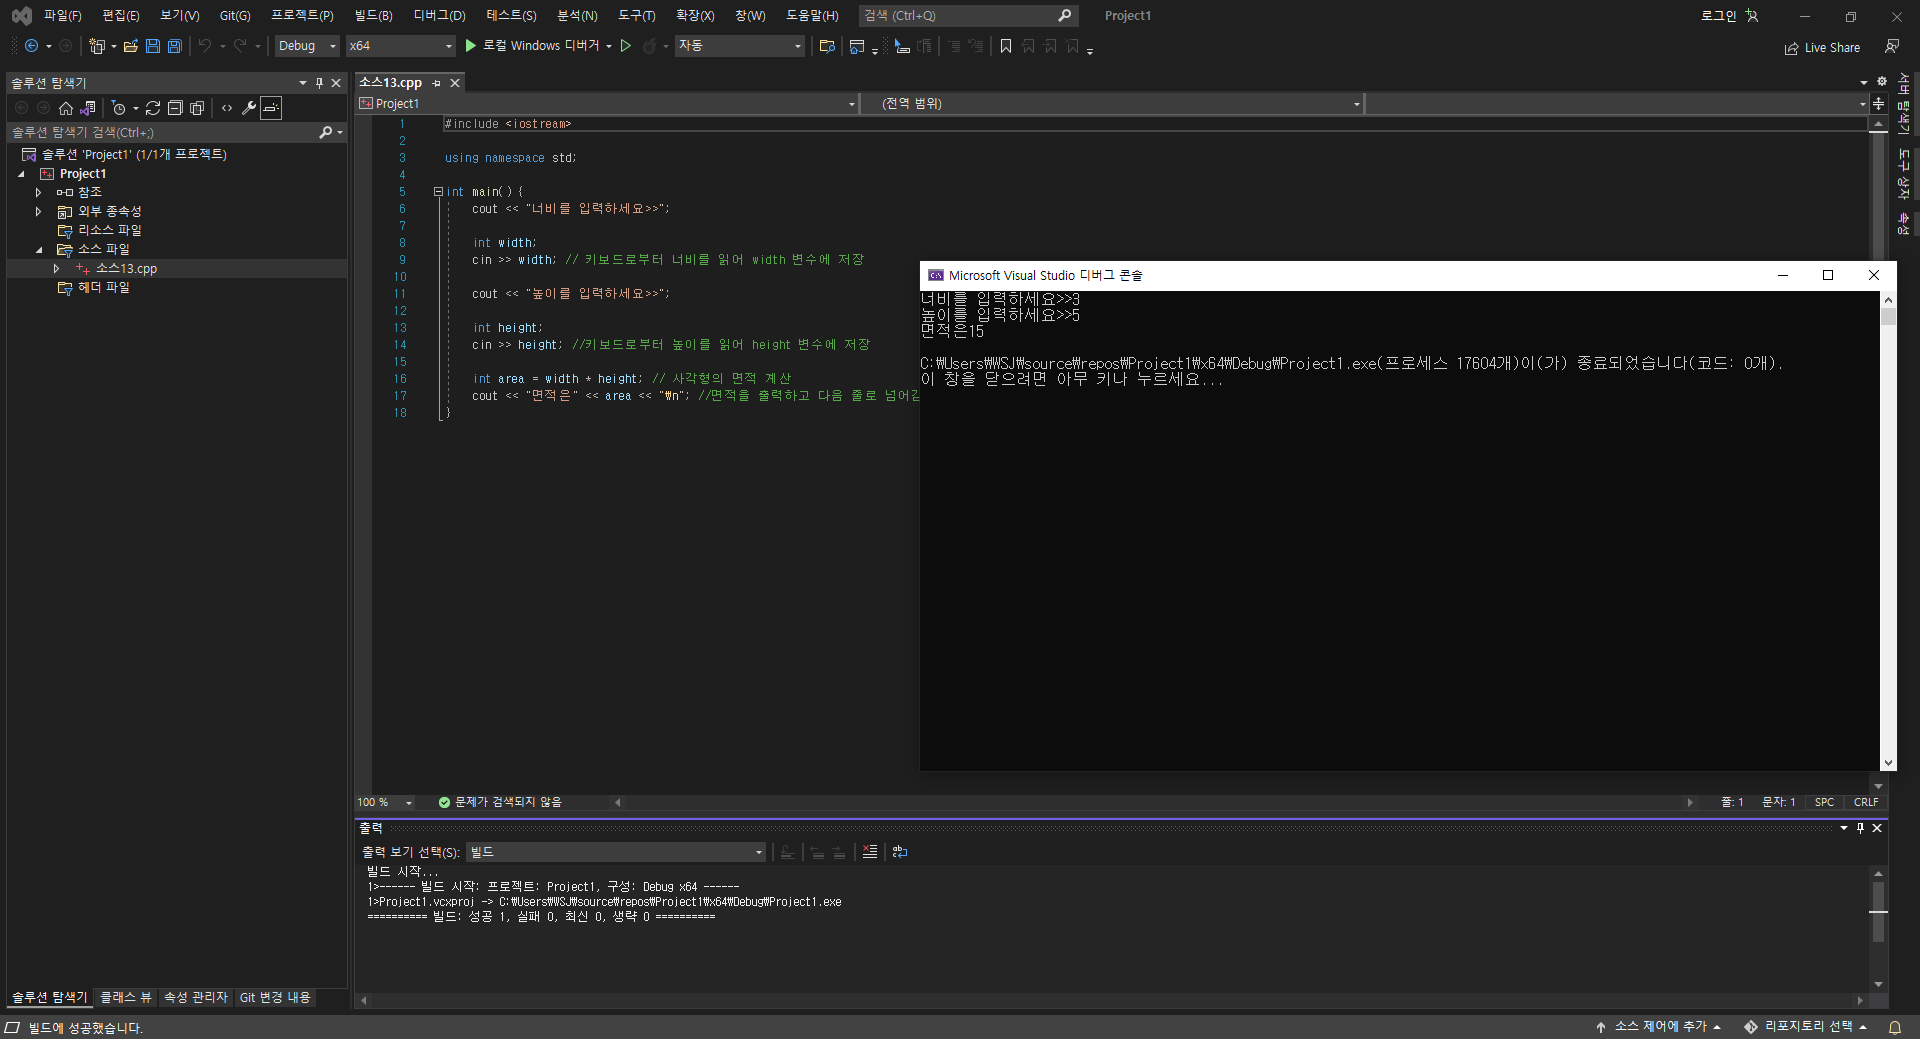 파일(F) 편집(E) 보기(V) Git(G) 프로젝트(P) 빌드(B) 디버그(D) 테스트(S) 분석(N) 도구(T) 확장(X) 창(W) 도움말(H) 검색 (Ctrl+Q) Project1 로그인
Debug x64 로컬 Windows 디버거 자동 Live Share
솔루션 탐색기
솔루션 탐색기 검색(Ctrl+;)
솔루션 'Project1' (1/1개 프로젝트)
Project1
참조
외부 종속성
리소스 파일
소스 파일
소스13.cpp
헤더 파일
솔루션 탐색기 클래스 뷰 속성 관리자 Git 변경 내용
소스13.cpp
Project1 (전역 범위)
1 #include <iostream>
2
3 using namespace std;
4
5 int main() {
6 cout << "너비를 입력하세요>>";
7
8 int width;
9 cin >> width; // 키보드로부터 너비를 읽어 width 변수에 저장
10
11 cout << "높이를 입력하세요>>";
12
13 int height;
14 cin >> height; //키보드로부터 높이를 읽어 height 변수에 저장
15
16 int area = width * height; // 사각형의 면적 계산
17 cout << "면적은" << area << "₩n"; //면적을 출력하고 다음 줄로 넘어감
18 }
Microsoft Visual Studio 디버그 콘솔
너비를 입력하세요>>3
높이를 입력하세요>>5
면적은15
C:₩Users₩WSJ₩source₩repos₩Project1₩x64₩Debug₩Project1.exe(프로세스 17604개)이(가) 종료되었습니다(코드: 0개).
이 창을 닫으려면 아무 키나 누르세요...
서버 탐색기
도구 상자
속성
100 % 문제가 검색되지 않음 줄: 1 문자: 1 SPC CRLF
출력
출력 보기 선택(S): 빌드
빌드 시작...
1>------ 빌드 시작: 프로젝트: Project1, 구성: Debug x64 ------
1>Project1.vcxproj -> C:₩Users₩WSJ₩source₩repos₩Project1₩x64₩Debug₩Project1.exe
========== 빌드: 성공 1, 실패 0, 최신 0, 생략 0 ==========
빌드에 성공했습니다. 소스 제어에 추가 리포지토리 선택